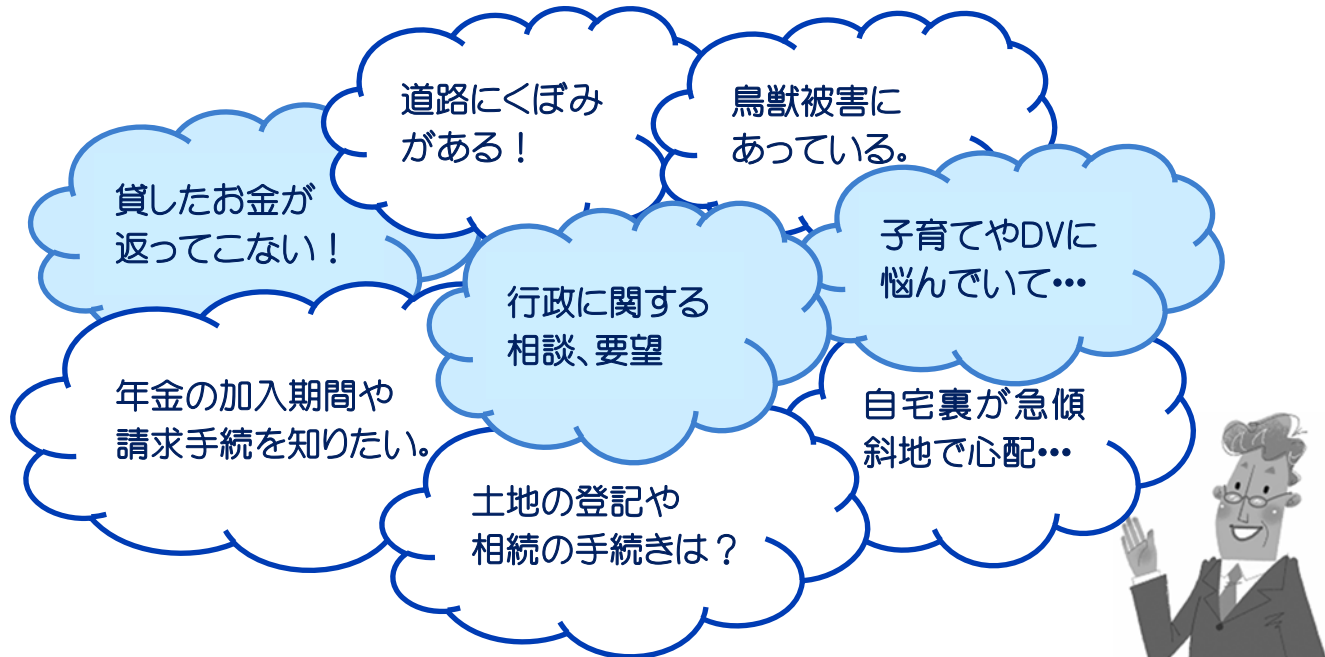 道路にくぼみ
がある！
鳥獣被害に
あっている。
貸したお金が
返ってこない！
子育てやDVに
悩んでいて・・・
行政に関する
相談、要望
年金の加入期間や
請求手続を知りたい。
自宅裏が急傾
斜地で心配・・・
土地の登記や
相続の手続きは？